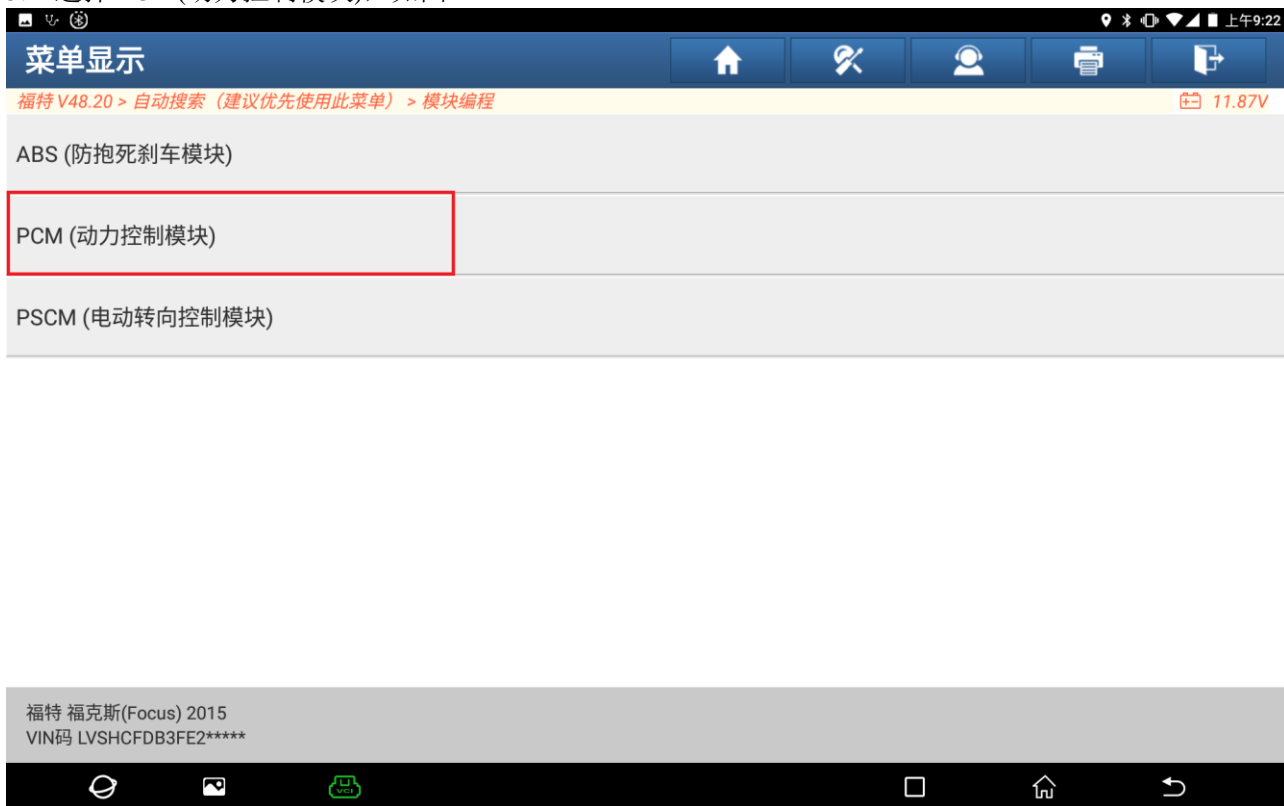 上午9:22
菜单显示
福特 V48.20 > 自动搜索（建议优先使用此菜单） > 模块编程
11.87V
ABS (防抱死刹车模块)
PCM (动力控制模块)
PSCM (电动转向控制模块)
福特 福克斯(Focus) 2015
VIN码 LVSHCFDB3FE2*****
VCI